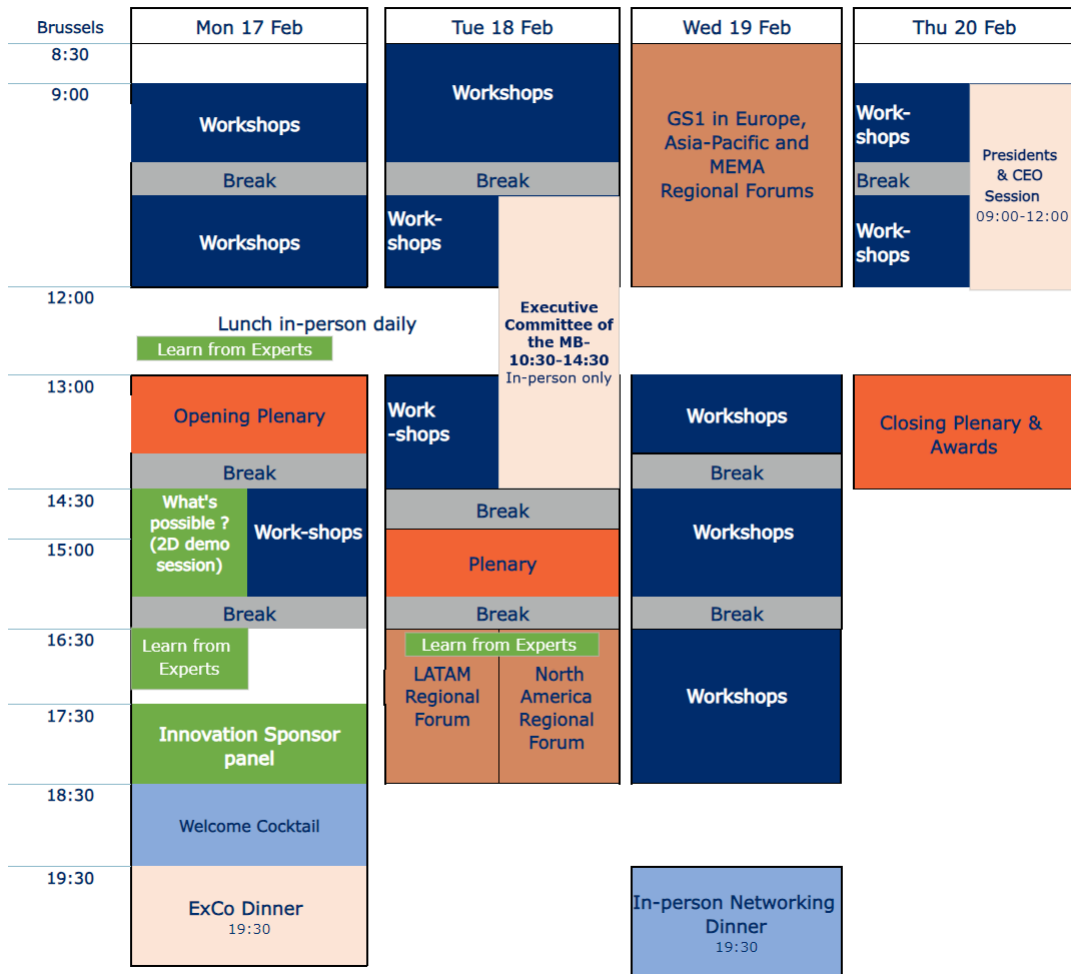 Brussels
Mon 17 Feb
Tue 18 Feb
Wed 19 Feb
Thu 20 Feb
8:30
9:00
12:00
13:00
14:30
15:00
16:30
17:30
18:30
19:30
Workshops
Break
Workshops
Lunch in-person daily
Learn from Experts
Opening Plenary
Break
What's
possible ?
(2D demo
session)
Work-shops
Break
Learn from
Experts
Innovation Sponsor
panel
Welcome Cocktail
ExCo Dinner
19:30
Workshops
Break
Work-
shops
Executive
Committee of
the MB-
10:30-14:30
In-person only
Work
-shops
Break
Plenary
Break
Learn from Experts
LATAM
Regional
Forum
North
America
Regional
Forum
GS1 in Europe,
Asia-Pacific and
MEMA
Regional Forums
Workshops
Break
Workshops
Break
Workshops
In-person Networking
Dinner
19:30
Work-
shops
Break
Work-
shops
Presidents
& CEO
Session
09:00-12:00
Closing Plenary &
Awards